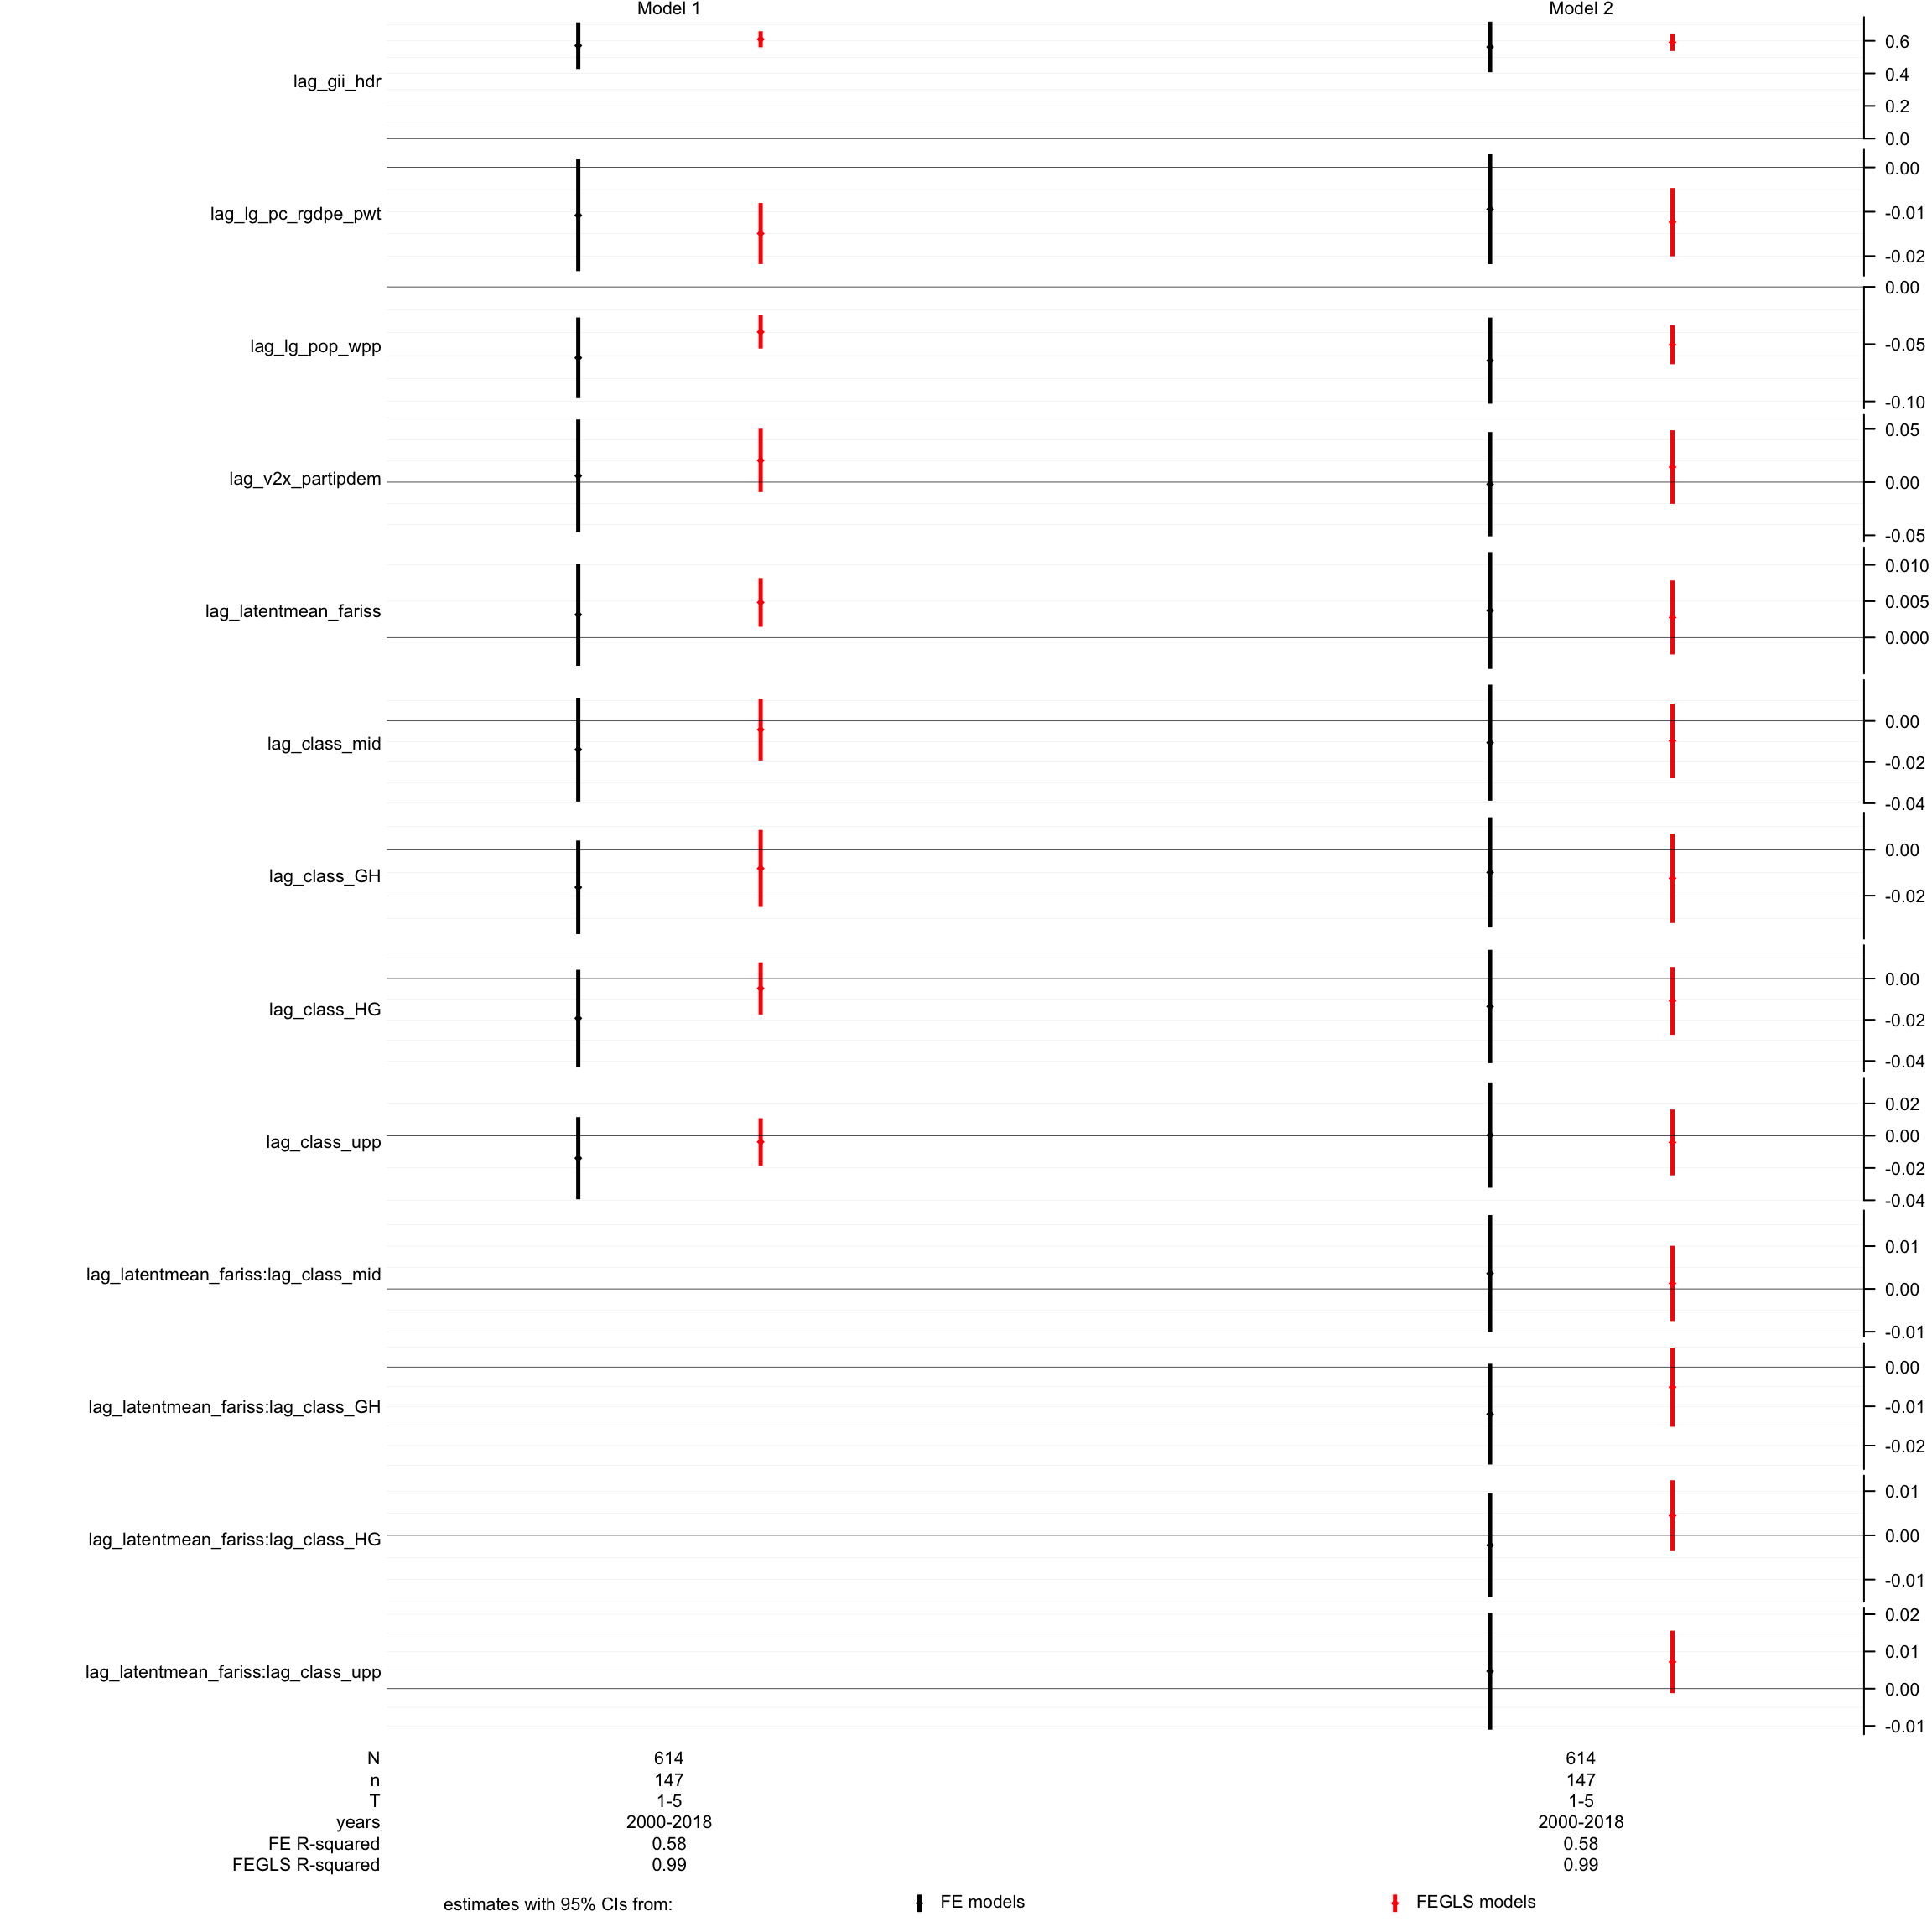 Model 1 Model 2
lag_gii_hdr
0.6
0.4
0.2
0.0
lag_lg_pc_rgdpe_pwt
0.00
-0.01
-0.02
lag_lg_pop_wpp
0.00
-0.05
-0.10
lag_v2x_partipdem
0.05
0.00
-0.05
lag_latentmean_fariss
0.010
0.005
0.000
lag_class_mid
0.00
-0.02
-0.04
lag_class_GH
0.00
-0.02
lag_class_HG
0.00
-0.02
-0.04
lag_class_upp
0.02
0.00
-0.02
-0.04
lag_latentmean_fariss:lag_class_mid
0.01
0.00
-0.01
lag_latentmean_fariss:lag_class_GH
0.00
-0.01
-0.02
lag_latentmean_fariss:lag_class_HG
0.01
0.00
-0.01
lag_latentmean_fariss:lag_class_upp
0.02
0.01
0.00
-0.01
N 614 614
n 147 147
T 1-5 1-5
years 2000-2018 2000-2018
FE R-squared 0.58 0.58
FEGLS R-squared 0.99 0.99
estimates with 95% CIs from: FE models FEGLS models